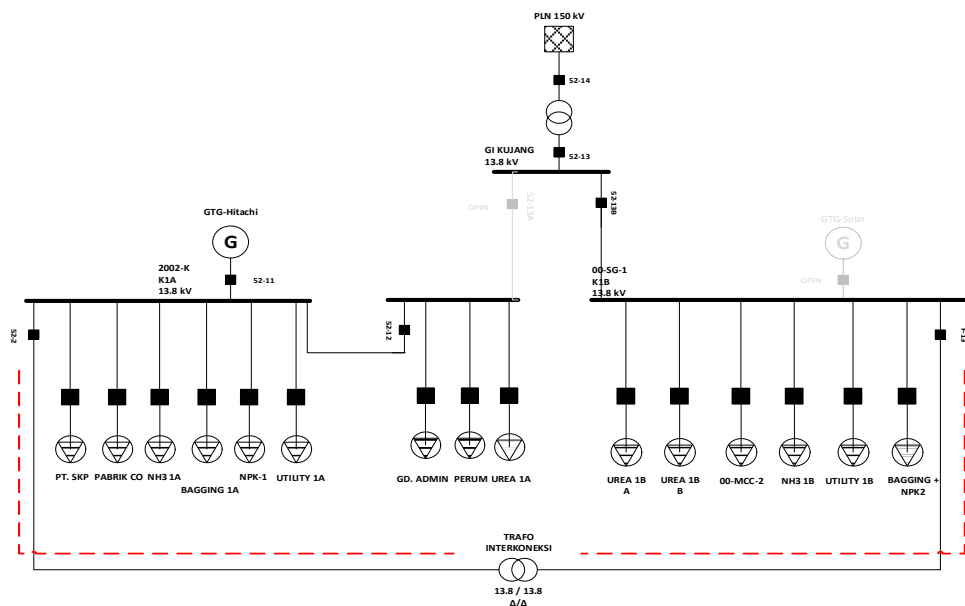 PLN 150 kV
52-14
52-13
GI KUJANG
13.8 kV
52-13A
OPEN
52-13B
GTG-Hitachi
G
52-11
GTG-Solar
G
OPEN
2002-K
K1A
13.8 kV
00-SG-1
K1B
13.8 kV
52-2
52-12
F-13
PT. SKP
PABRIK CO
NH3 1A
BAGGING 1A
NPK-1
UTILITY 1A
GD. ADMIN
PERUM
UREA 1A
UREA 1B
A
UREA 1B
B
00-MCC-2
NH3 1B
UTILITY 1B
BAGGING +
NPK2
TRAFO
INTERKONEKSI
13.8 / 13.8
Δ/Δ